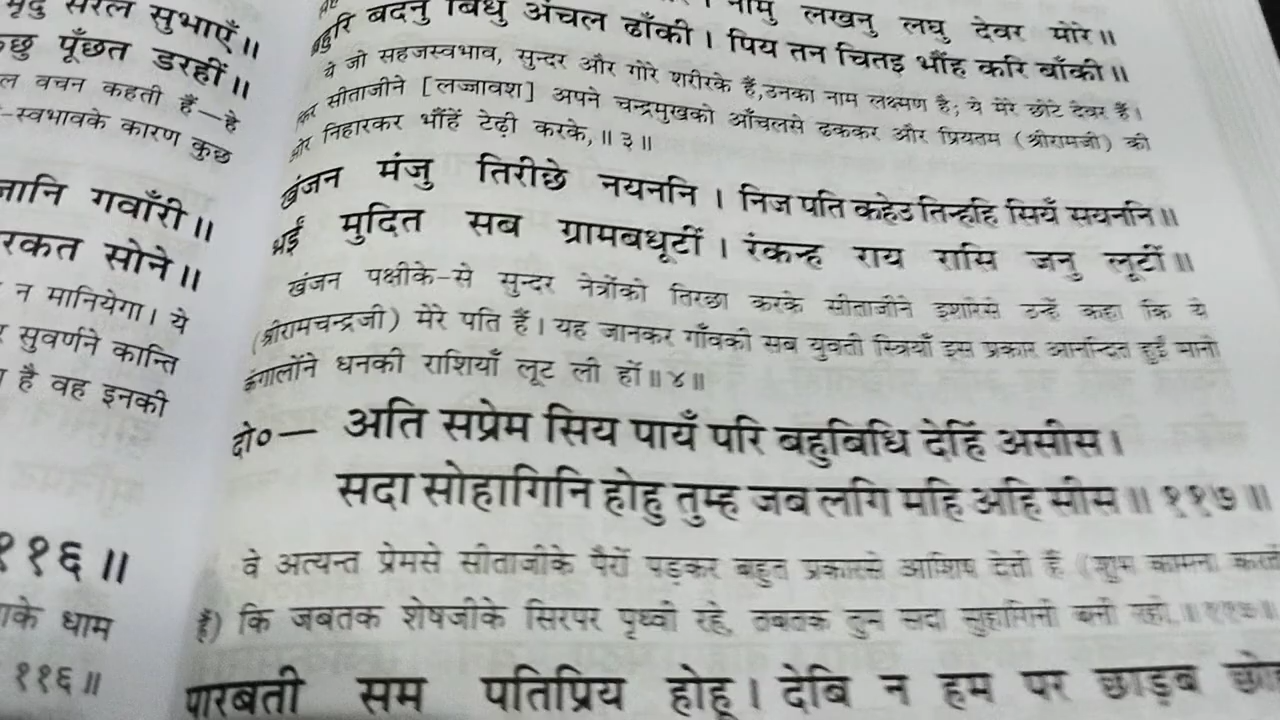 मृदु सरल सुभाएँ॥
पूँछत डरहीं॥
वचन कहती हैं—हे
-स्वभावके कारण कुछ
गवाँरी॥
सोने॥
न मानियेगा। ये
सुवर्णने कान्ति
है वह इनकी
११६॥
धाम
११६॥
नामु लखनु लघु देवर मोरे॥
बहुरि बदनु बिधु अंचल ढाँकी। पिय तन चितइ भौंह करि बाँकी॥
ये जो सहजस्वभाव, सुन्दर और गोरे शरीरके हैं, उनका नाम लक्ष्मण है; ये मेरे छोटे देवर हैं।
फिर सीताजीने [लज्जावश] अपने चन्द्रमुखको आँचलसे ढककर और प्रियतम (श्रीरामजी) की
ओर निहारकर भौंहें टेढ़ी करके,॥३॥
खंजन मंजु तिरीछे नयननि। निज पति कहेउ तिन्हहि सियँ सयननि॥
भईं मुदित सब ग्रामबधूटीं। रंकन्ह राय रासि जनु लूटीं॥
खंजन पक्षीके-से सुन्दर नेत्रोंको तिरछा करके सीताजीने इशारेसे उन्हें कहा कि ये
(श्रीरामचन्द्रजी) मेरे पति हैं। यह जानकर गाँवकी सब युवती स्त्रियाँ इस प्रकार आनन्दित हुईं मानो
कंगालोंने धनकी राशियाँ लूट ली हों॥४॥
दो०— अति सप्रेम सिय पायँ परि बहुबिधि देहिं असीस।
सदा सोहागिनि होहु तुम्ह जब लगि महि अहि सीस॥११७॥
वे अत्यन्त प्रेमसे सीताजीके पैरों पड़कर बहुत प्रकारसे आशिष देती हैं (शुभ कामना करती
हैं) कि जबतक शेषजीके सिरपर पृथ्वी रहे, तबतक तुम सदा सुहागिनी बनी रहो,॥११७॥
पारबती सम पतिप्रिय होहू। देबि न हम पर छाड़ब